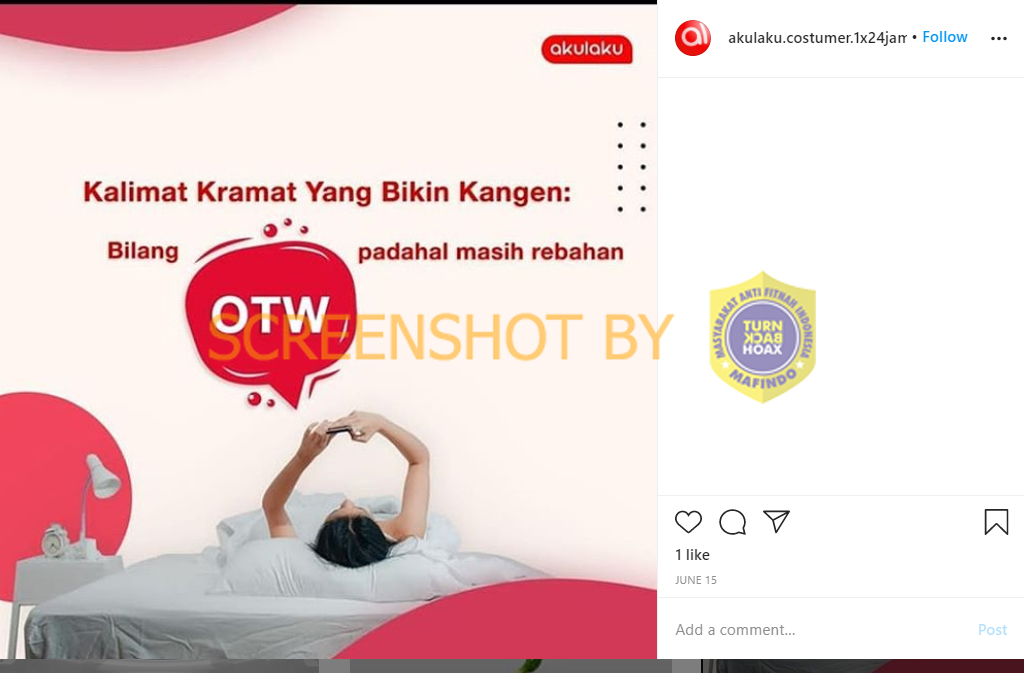 akulaku
akulaku.costumer.1x24jam • Follow
Kalimat Kramat Yang Bikin Kangen:
Bilang OTW padahal masih rebahan
SCREENSHOT BY
MASYARAKAT ANTI FITNAH INDONESIA
TURN
BACK
HOAX
MAFINDO
1 like
JUNE 15
Add a comment...
Post